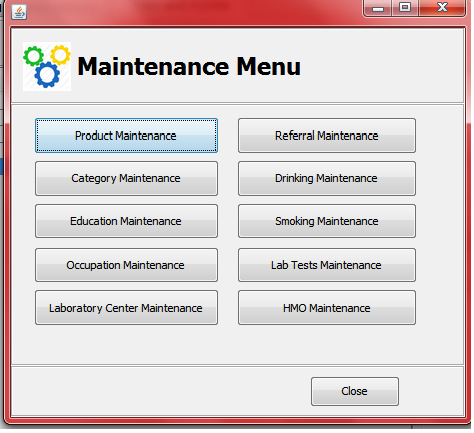 Maintenance Menu
Product Maintenance
Referral Maintenance
Category Maintenance
Drinking Maintenance
Education Maintenance
Smoking Maintenance
Occupation Maintenance
Lab Tests Maintenance
Laboratory Center Maintenance
HMO Maintenance
Close